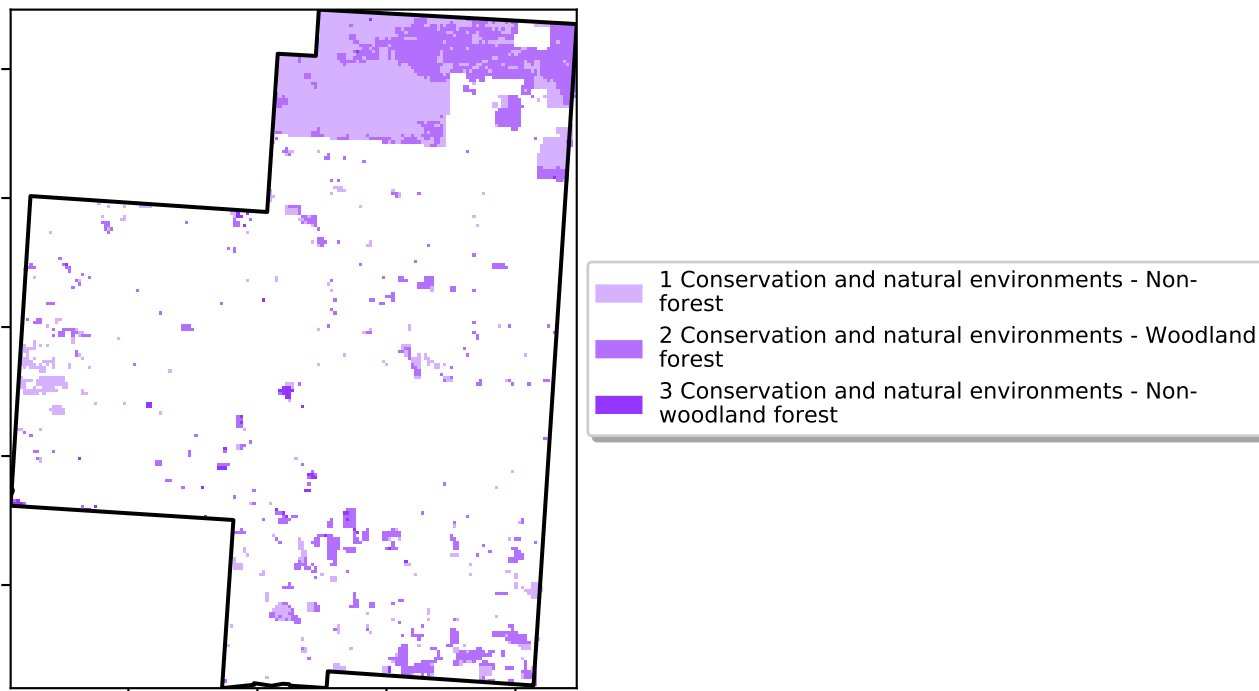 1 Conservation and natural environments - Non-
forest
2 Conservation and natural environments - Woodland
forest
3 Conservation and natural environments - Non-
woodland forest